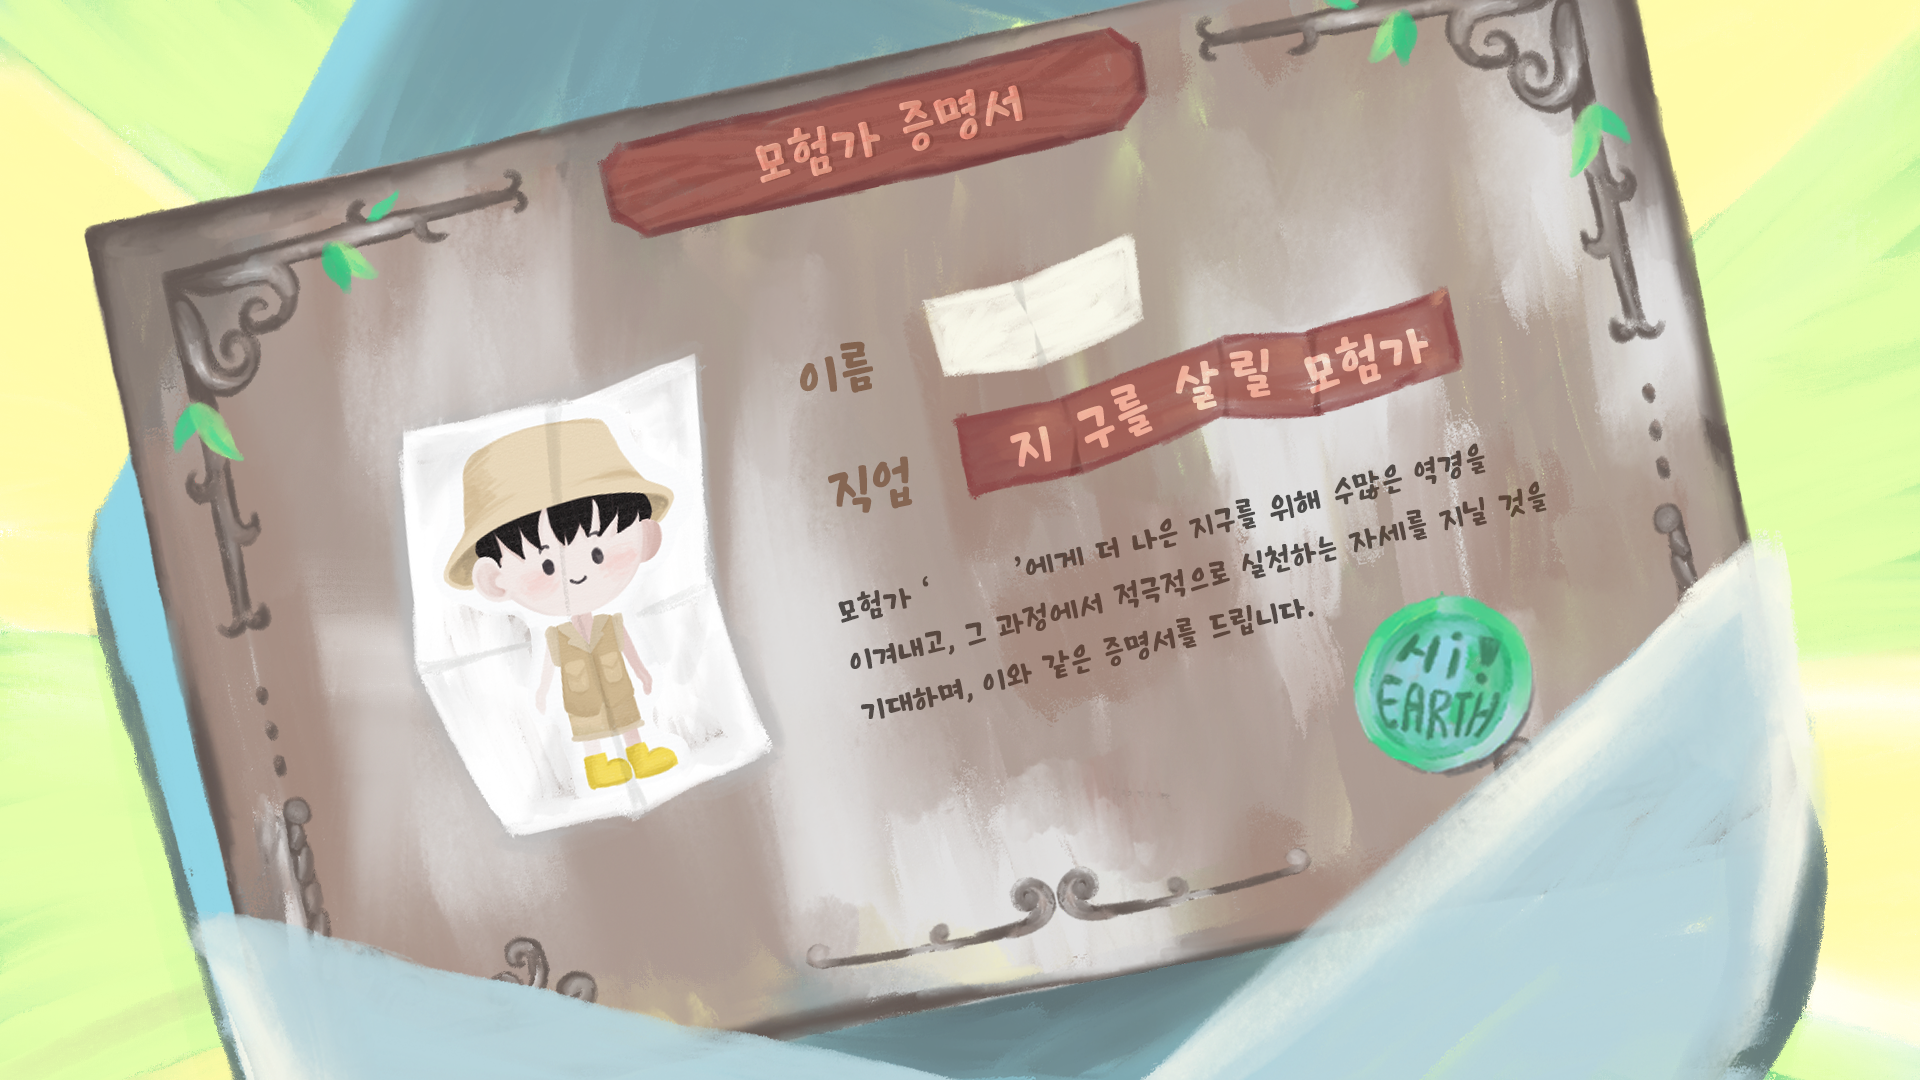 모험가 증명서
이름
직업
지구를 살릴 모험가
모험가 ‘ ’에게 더 나은 지구를 위해 수많은 역경을
이겨내고, 그 과정에서 적극적으로 실천하는 자세를 지닐 것을
기대하며, 이와 같은 증명서를 드립니다.
Hi!
EARTH